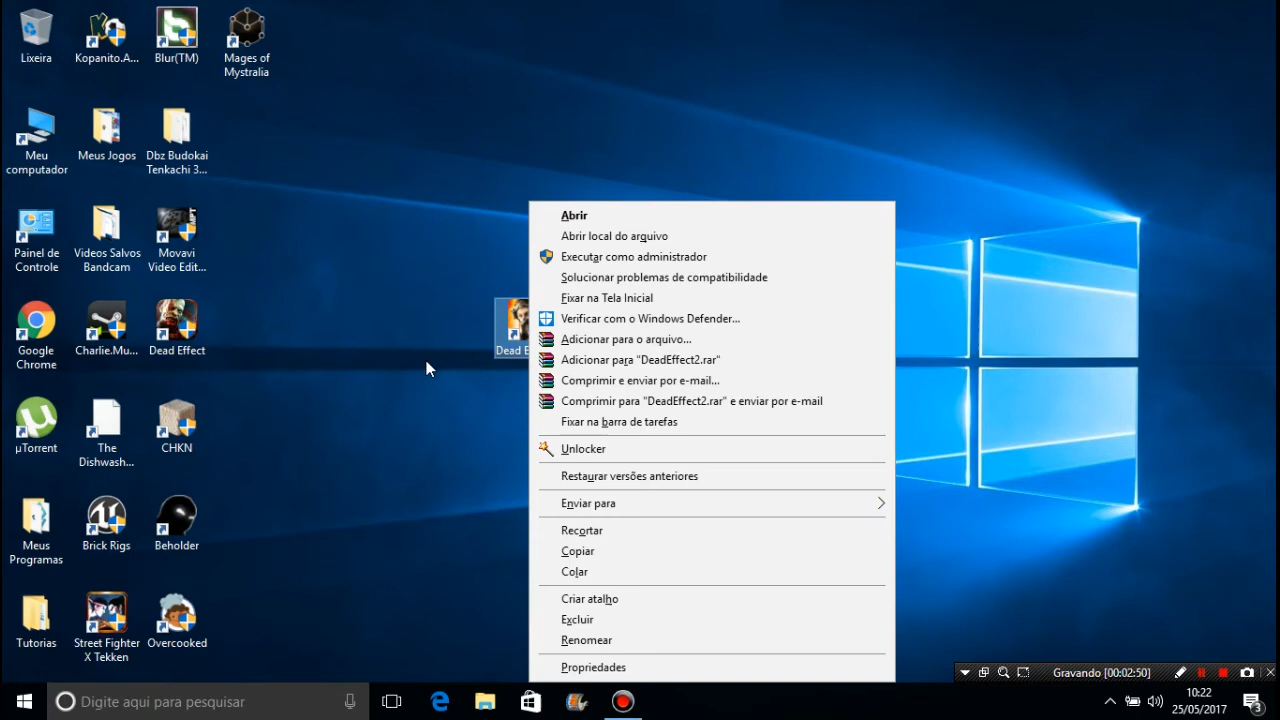 Lixeira
Kopanito.A...
Blur(TM)
Mages of
Mystralia
Meu
computador
Meus Jogos
Dbz Budokai
Tenkachi 3...
Painel de
Controle
Videos Salvos
Bandcam
Movavi
Video Edit...
Google
Chrome
Charlie.Mu...
Dead Effect
µTorrent
The
Dishwash...
CHKN
Meus
Programas
Brick Rigs
Beholder
Tutorias
Street Fighter
X Tekken
Overcooked
Dead E
Abrir
Abrir local do arquivo
Executar como administrador
Solucionar problemas de compatibilidade
Fixar na Tela Inicial
Verificar com o Windows Defender...
Adicionar para o arquivo...
Adicionar para "DeadEffect2.rar"
Comprimir e enviar por e-mail...
Comprimir para "DeadEffect2.rar" e enviar por e-mail
Fixar na barra de tarefas
Unlocker
Restaurar versões anteriores
Enviar para
Recortar
Copiar
Colar
Criar atalho
Excluir
Renomear
Propriedades
Gravando [00:02:50]
Digite aqui para pesquisar
10:22
25/05/2017
3